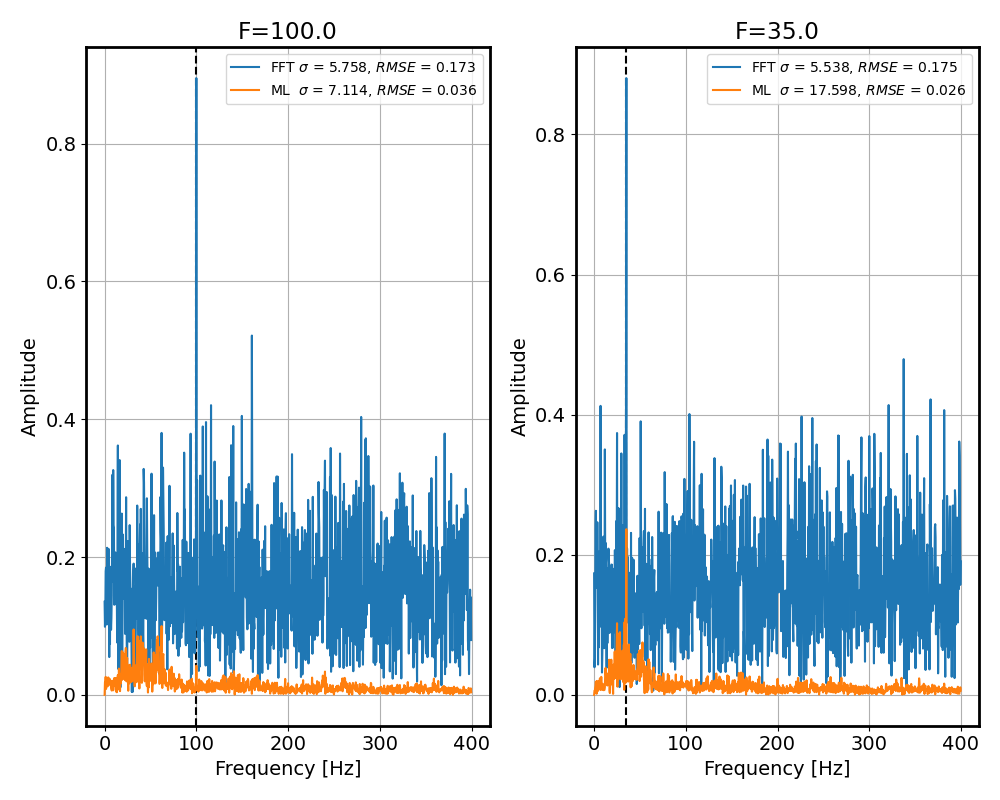 F=100.0
FFT σ = 5.758, RMSE = 0.173
ML σ = 7.114, RMSE = 0.036
0.8
0.6
0.4
0.2
0.0
Amplitude
0 100 200 300 400
Frequency [Hz]
F=35.0
FFT σ = 5.538, RMSE = 0.175
ML σ = 17.598, RMSE = 0.026
0.8
0.6
0.4
0.2
0.0
Amplitude
0 100 200 300 400
Frequency [Hz]